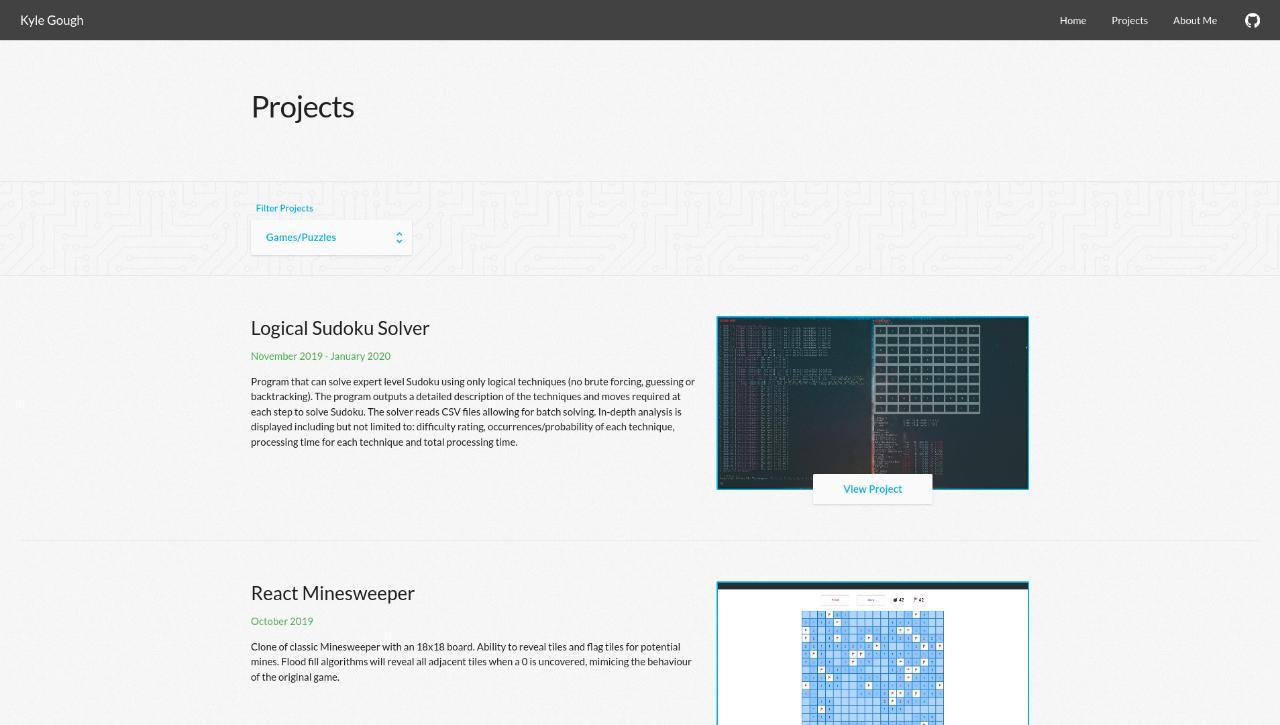 Kyle Gough
Home
Projects
About Me
Projects
Filter Projects
Games/Puzzles
Logical Sudoku Solver
November 2019 - January 2020
Program that can solve expert level Sudoku using only logical techniques (no brute forcing, guessing or
backtracking). The program outputs a detailed description of the techniques and moves required at
each step to solve Sudoku. The solver reads CSV files allowing for batch solving. In-depth analysis is
displayed including but not limited to: difficulty rating, occurrences/probability of each technique,
processing time for each technique and total processing time.
View Project
React Minesweeper
October 2019
Clone of classic Minesweeper with an 18x18 board. Ability to reveal tiles and flag tiles for potential
mines. Flood fill algorithms will reveal all adjacent tiles when a 0 is uncovered, mimicing the behaviour
of the original game.
42
42